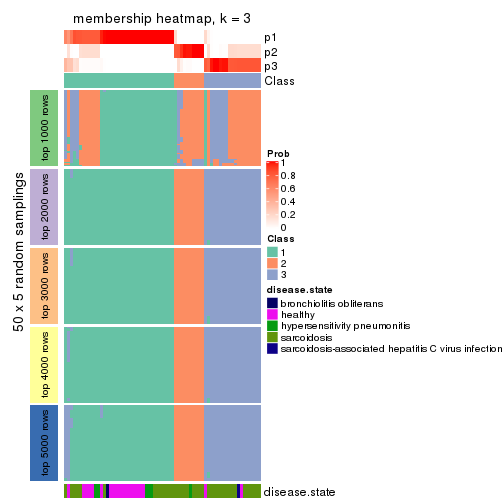 membership heatmap, k = 3
p1
p2
p3
Class
50 x 5 random samplings
top 1000 rows
top 2000 rows
top 3000 rows
top 4000 rows
top 5000 rows
Prob
1
0.8
0.6
0.4
0.2
0
Class
1
2
3
disease.state
bronchiolitis obliterans
healthy
hypersensitivity pneumonitis
sarcoidosis
sarcoidosis-associated hepatitis C virus infection
disease.state